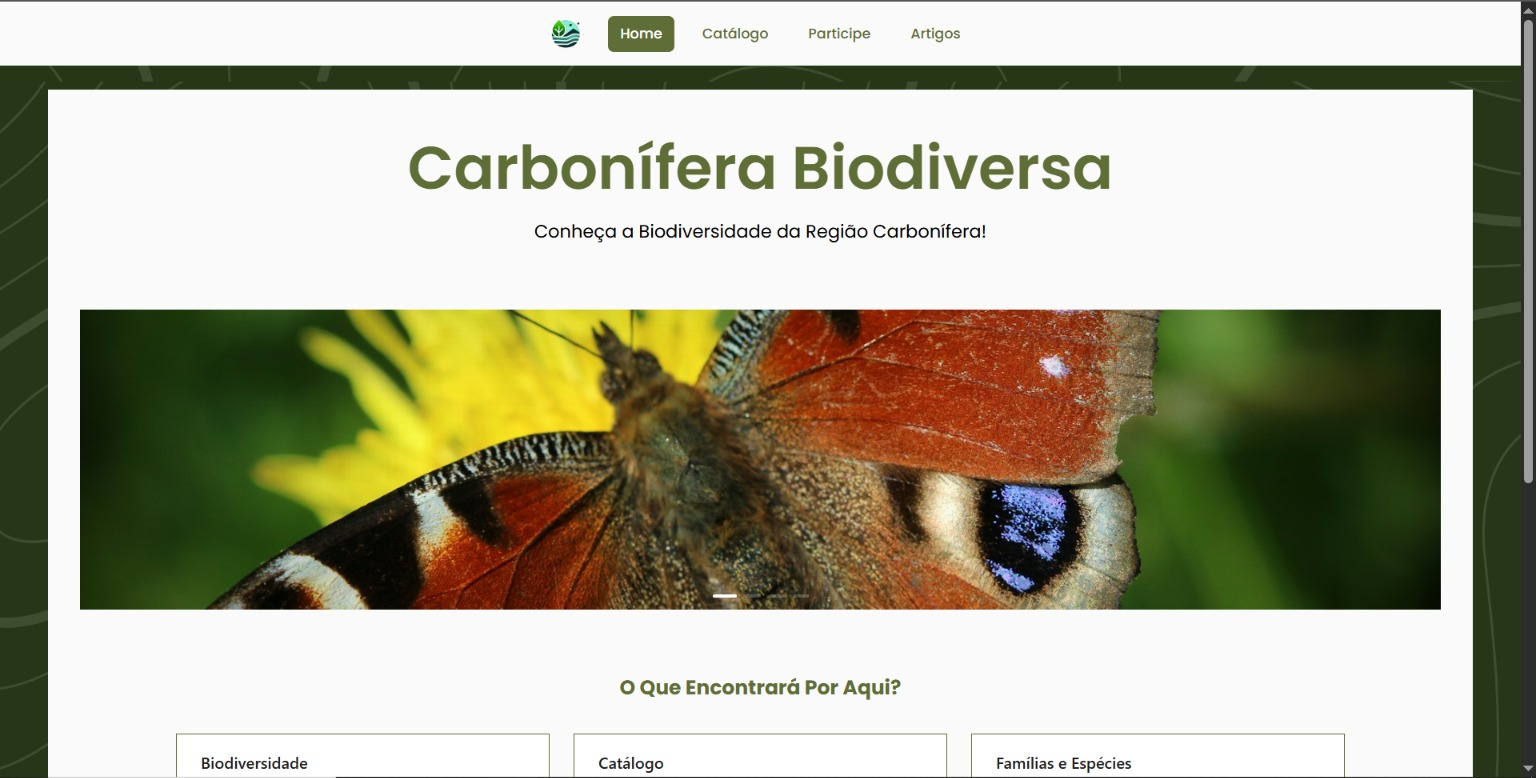 Home Catálogo Participe Artigos
Carbonífera Biodiversa
Conheça a Biodiversidade da Região Carbonífera!
O Que Encontrará Por Aqui?
Biodiversidade Catálogo Famílias e Espécies